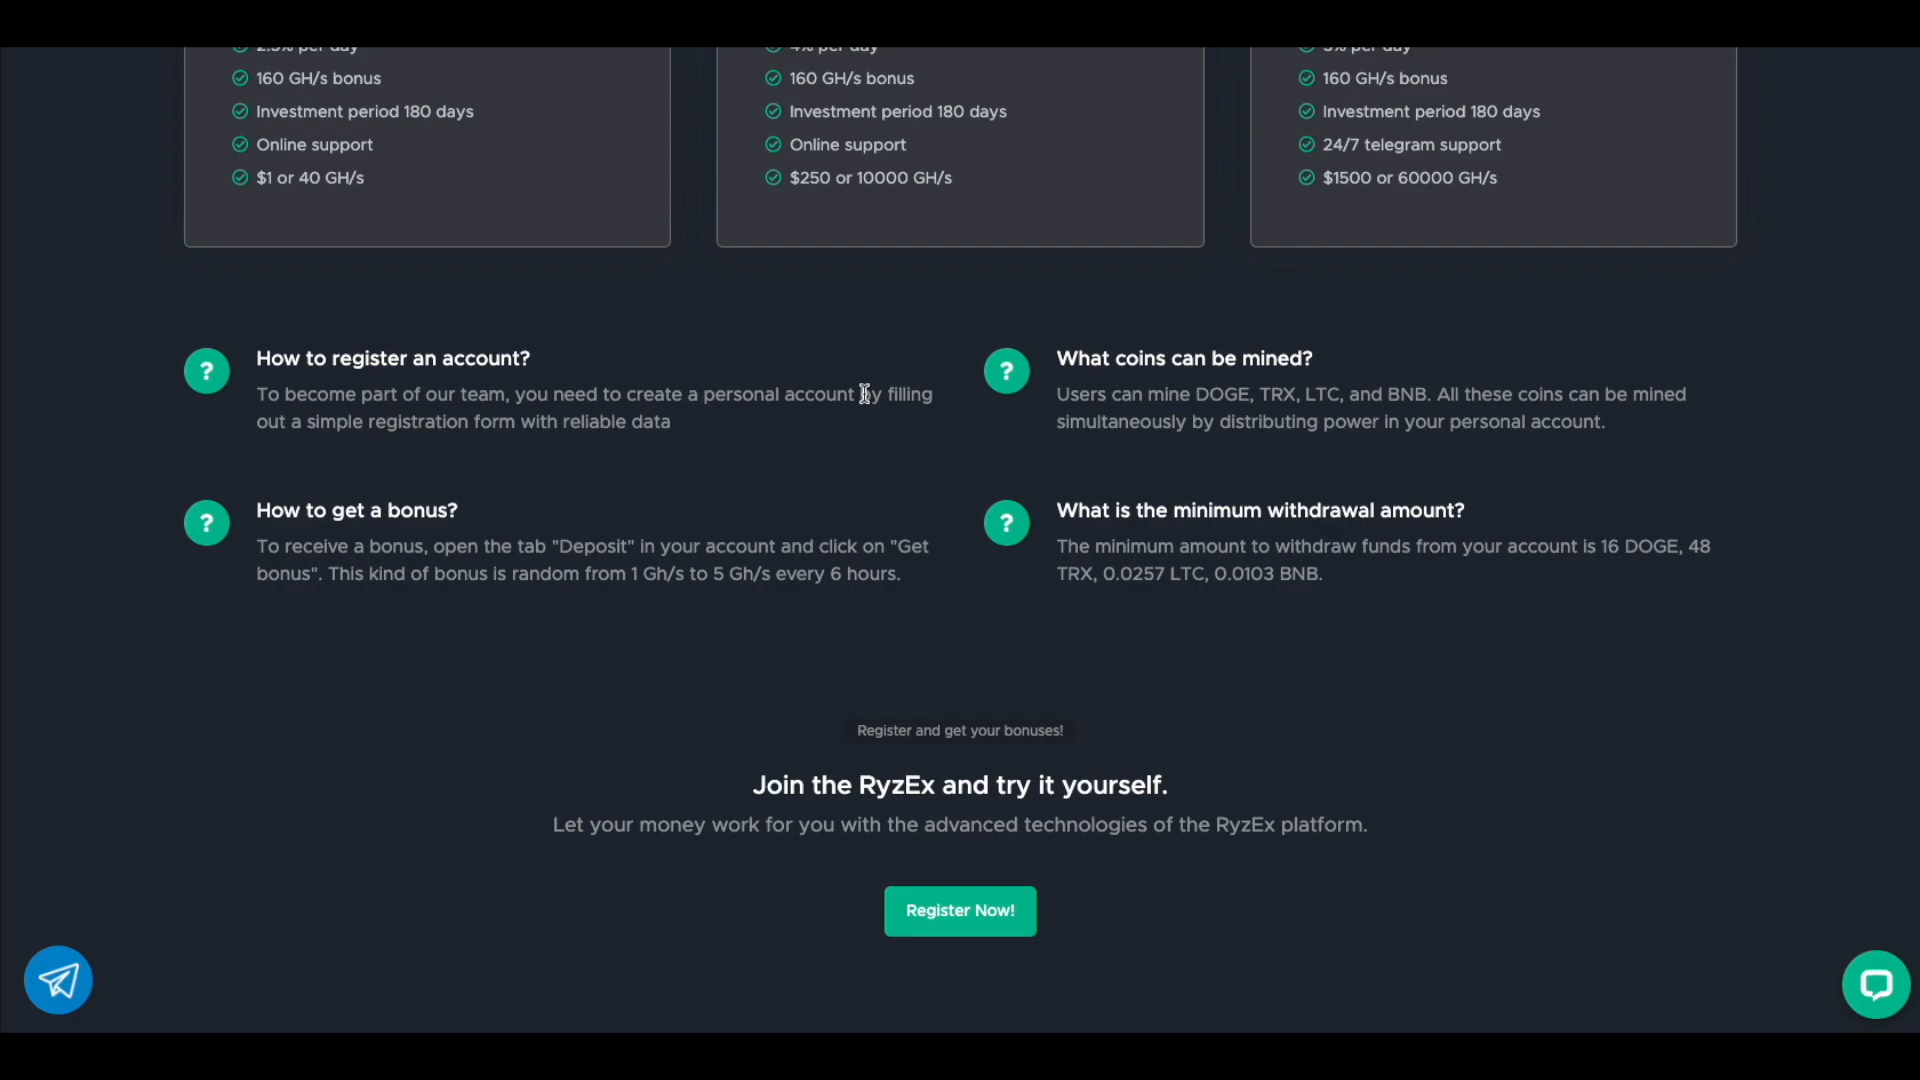 2.5% per day
160 GH/s bonus
Investment period 180 days
Online support
$1 or 40 GH/s
4% per day
160 GH/s bonus
Investment period 180 days
Online support
$250 or 10000 GH/s
160 GH/s bonus
Investment period 180 days
24/7 telegram support
$1500 or 60000 GH/s
How to register an account?
To become part of our team, you need to create a personal account by filling
out a simple registration form with reliable data
What coins can be mined?
Users can mine DOGE, TRX, LTC, and BNB. All these coins can be mined
simultaneously by distributing power in your personal account.
How to get a bonus?
To receive a bonus, open the tab "Deposit" in your account and click on "Get
bonus". This kind of bonus is random from 1 Gh/s to 5 Gh/s every 6 hours.
What is the minimum withdrawal amount?
The minimum amount to withdraw funds from your account is 16 DOGE, 48
TRX, 0.0257 LTC, 0.0103 BNB.
Register and get your bonuses!
Join the RyzEx and try it yourself.
Let your money work for you with the advanced technologies of the RyzEx platform.
Register Now!